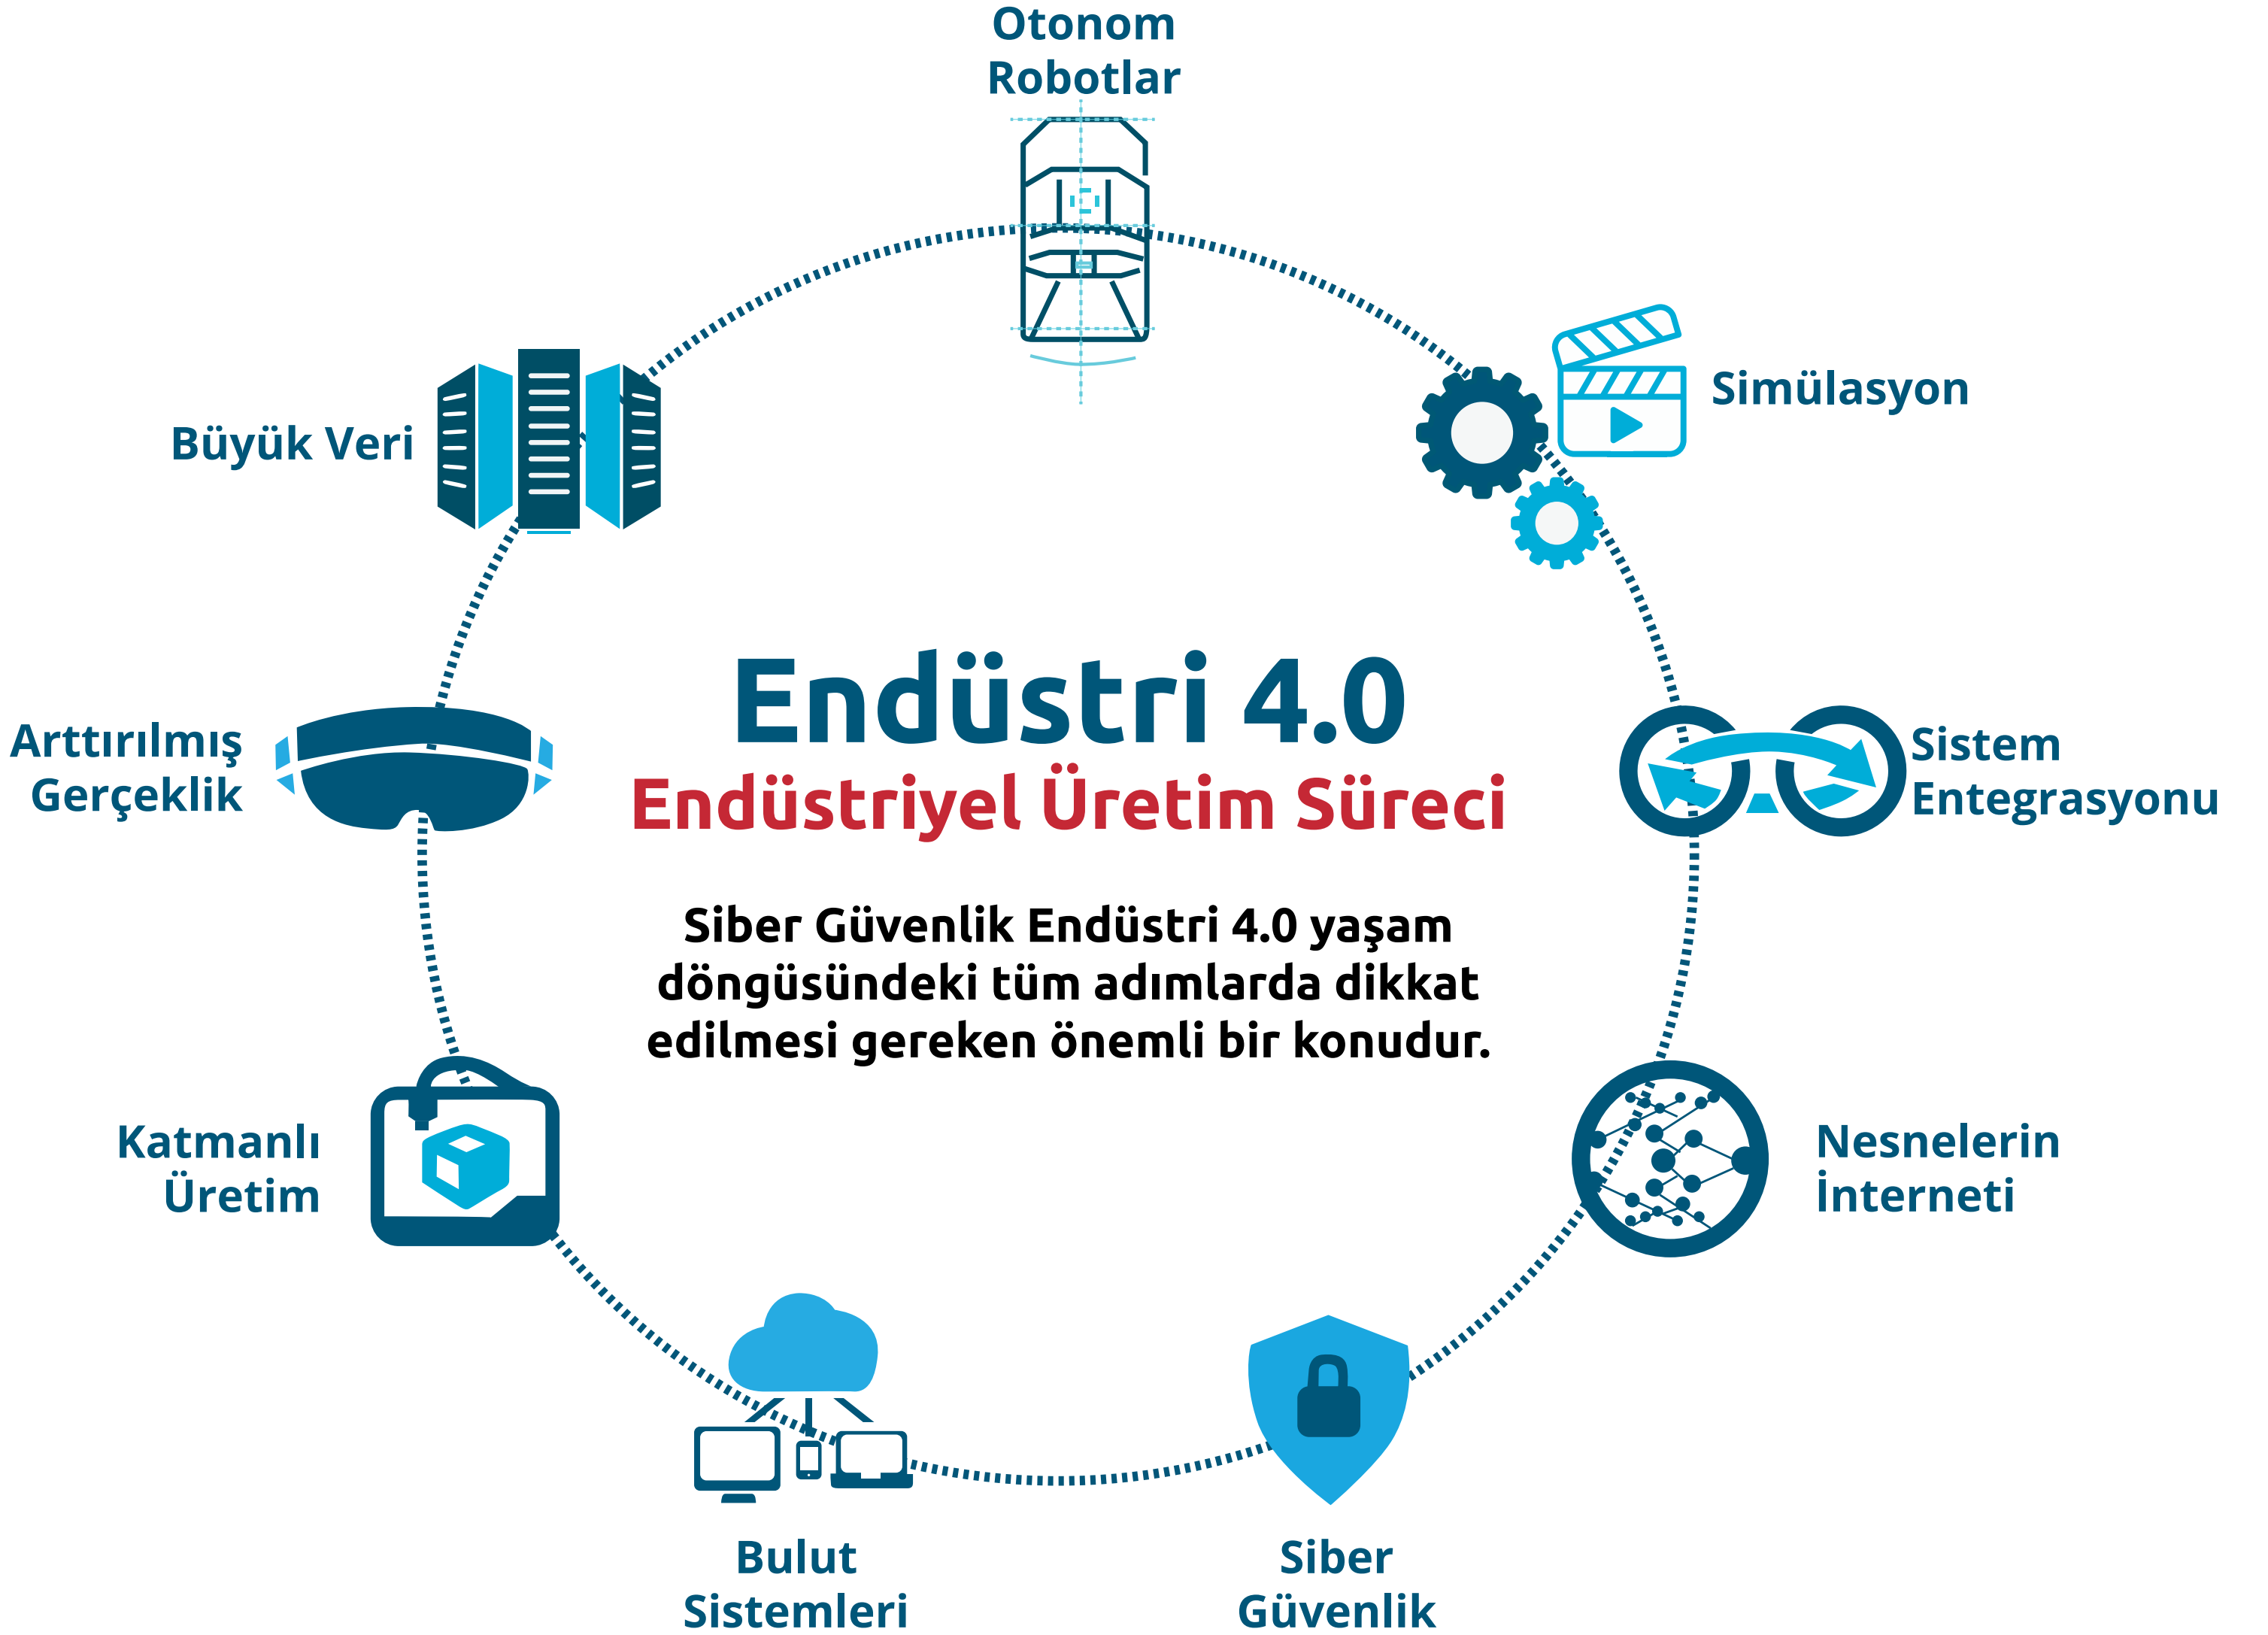 Otonom
Robotlar
Simülasyon
Büyük Veri
Endüstri 4.0
Endüstriyel Üretim Süreci
Arttırılmış
Gerçeklik
Sistem
Entegrasyonu
Siber Güvenlik Endüstri 4.0 yaşam
döngüsündeki tüm adımlarda dikkat
edilmesi gereken önemli bir konudur.
Katmanlı
Üretim
Nesnelerin
İnterneti
Bulut
Sistemleri
Siber
Güvenlik